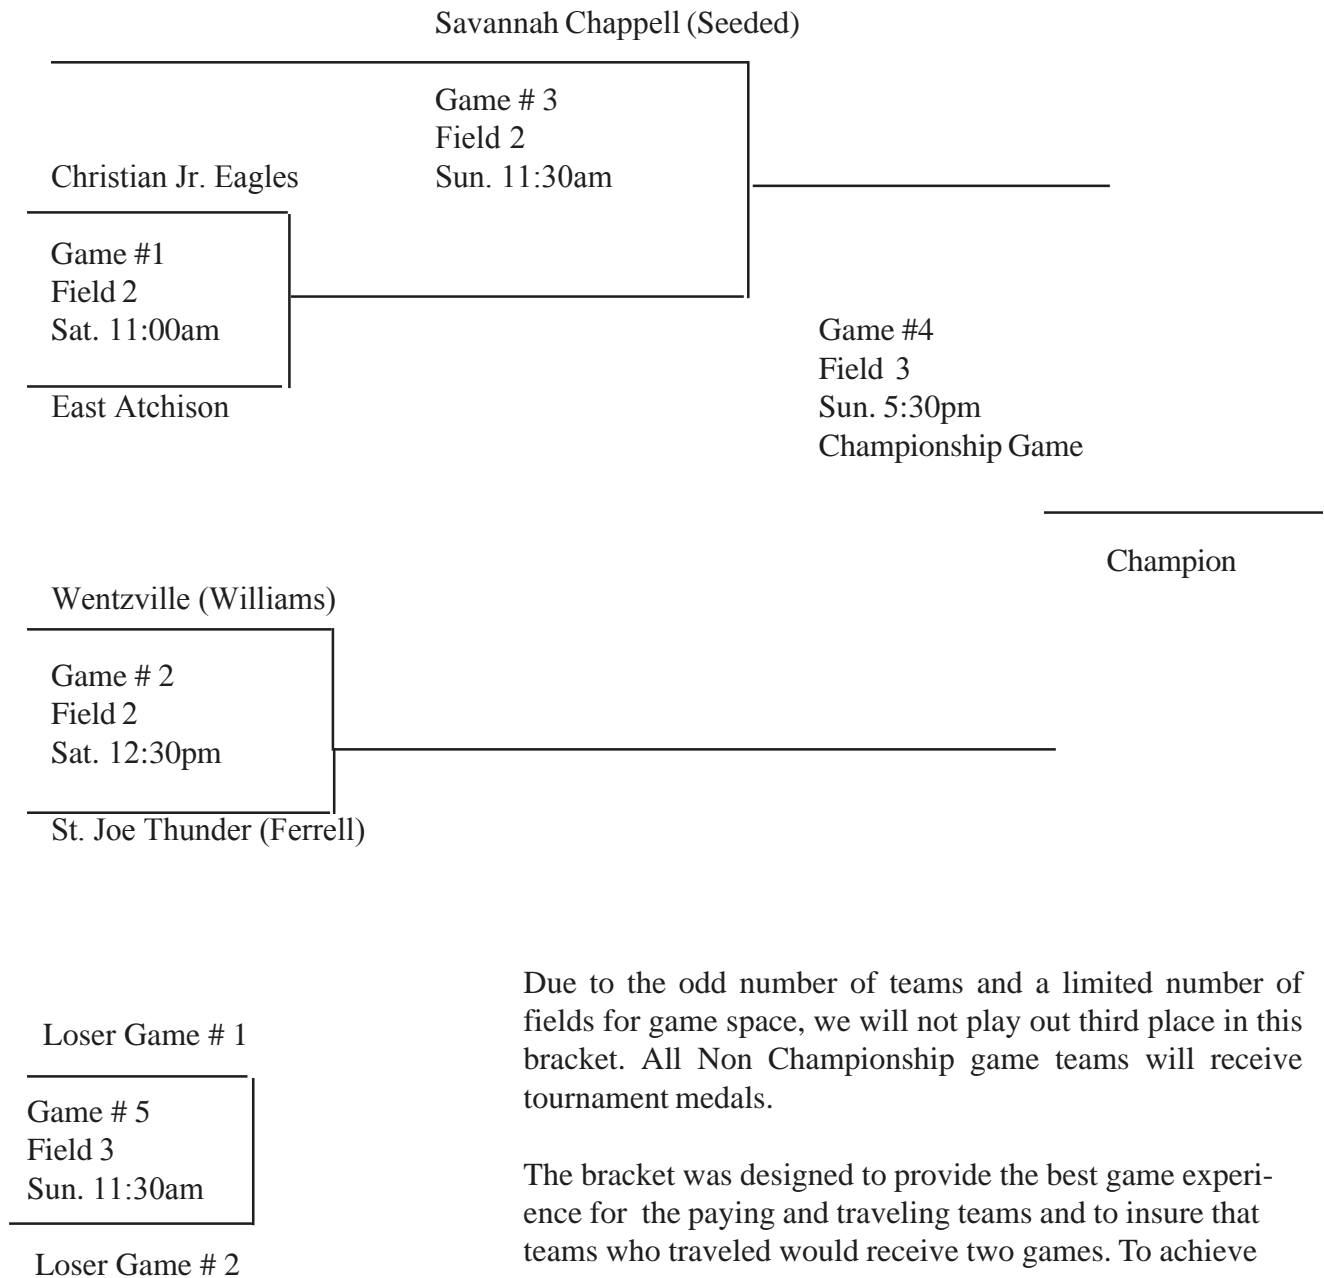 Savannah Chappell (Seeded)
Game # 3
Field 2
Sun. 11:30am
Christian Jr. Eagles
Game #1
Field 2
Sat. 11:00am
East Atchison
Game #4
Field 3
Sun. 5:30pm
Championship Game
Champion
Wentzville (Williams)
Game # 2
Field 2
Sat. 12:30pm
St. Joe Thunder (Ferrell)
Loser Game # 1
Game # 5
Field 3
Sun. 11:30am
Loser Game # 2
Due to the odd number of teams and a limited number of
fields for game space, we will not play out third place in this
bracket. All Non Championship game teams will receive
tournament medals.
The bracket was designed to provide the best game experi-
ence for the paying and traveling teams and to insure that
teams who traveled would receive two games. To achieve